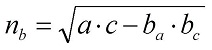 n_b = √(a · c − b_a · b_c)